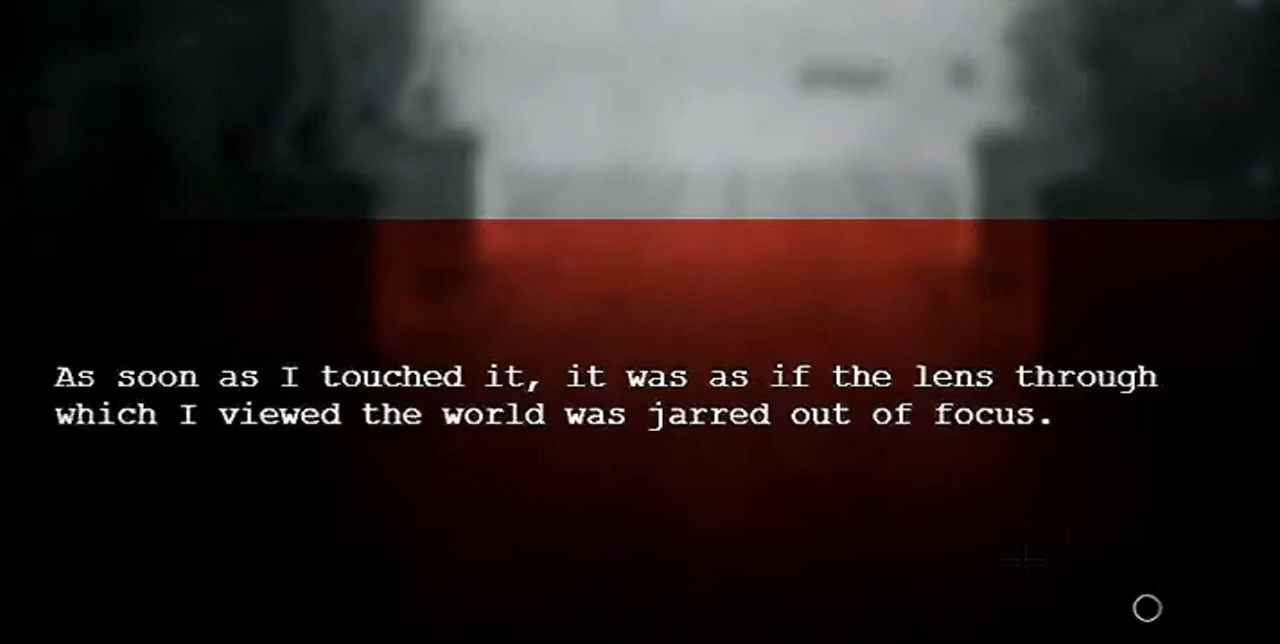 As soon as I touched it, it was as if the lens through
which I viewed the world was jarred out of focus.